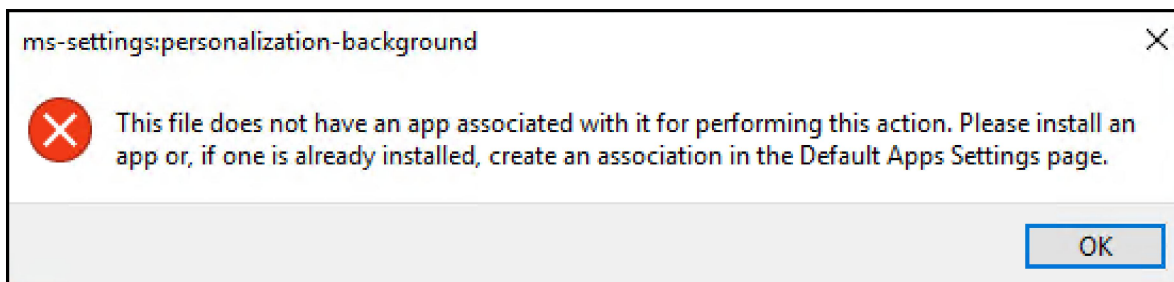 ms-settings:personalization-background
This file does not have an app associated with it for performing this action. Please install an
app or, if one is already installed, create an association in the Default Apps Settings page.
OK